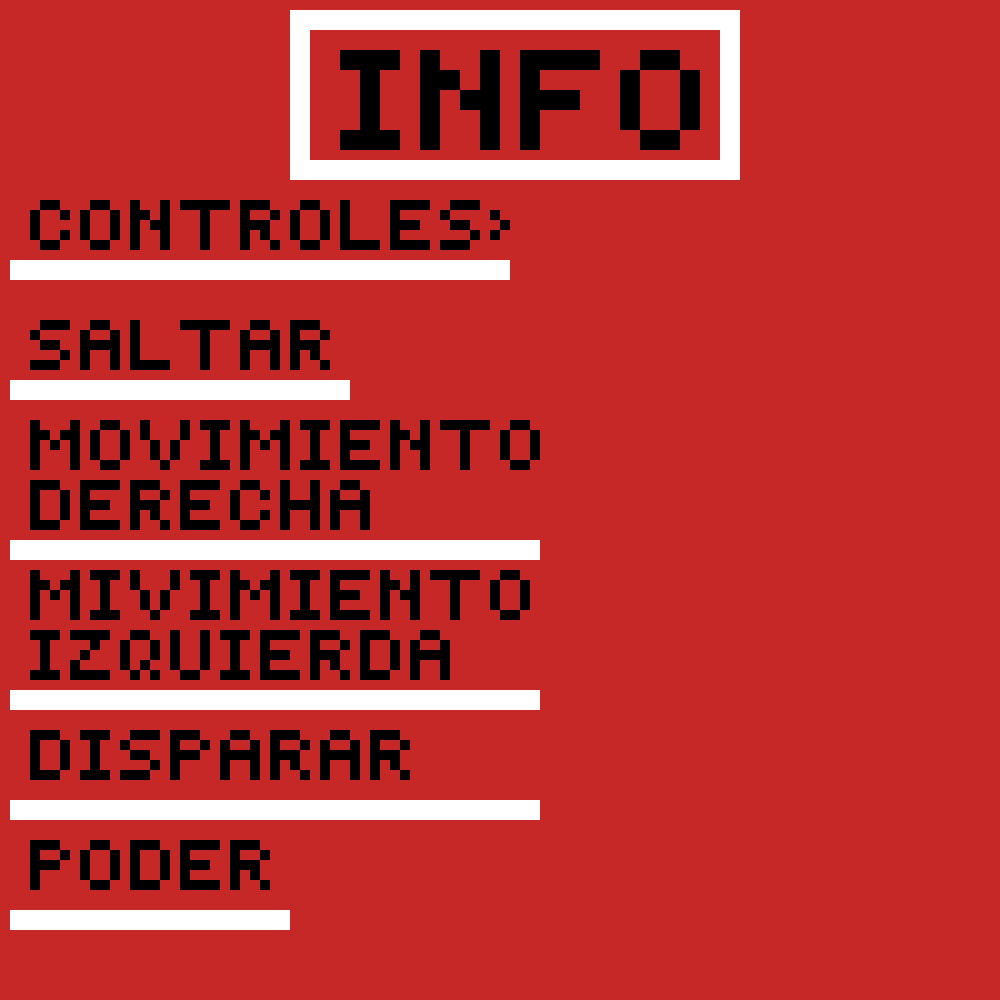 INFO
CONTROLES>
SALTAR
MOVIMIENTO
DERECHA
MIVIMIENTO
IZQUIERDA
DISPARAR
PODER